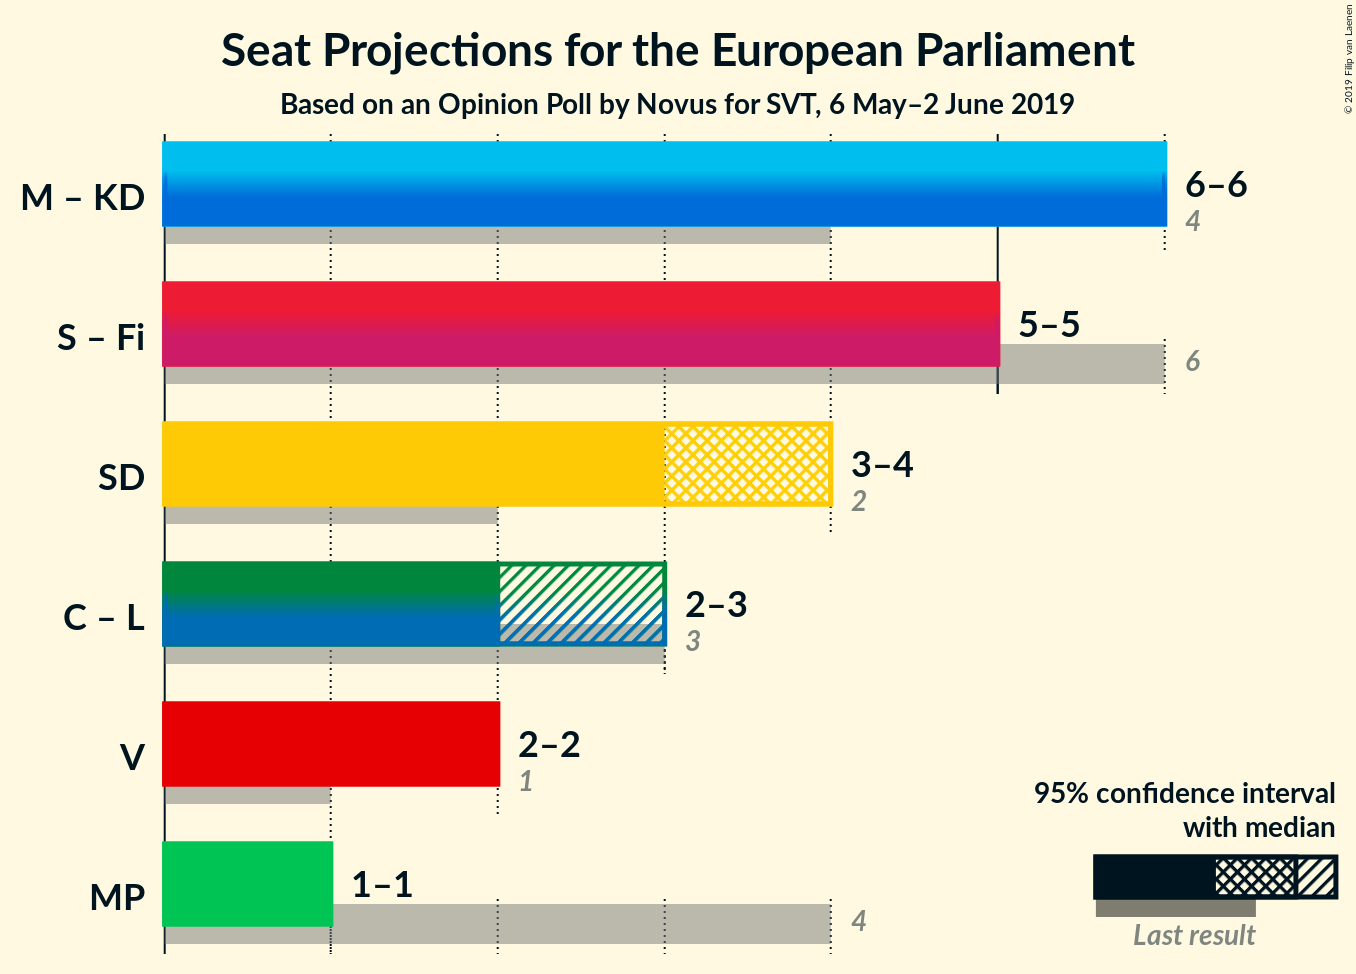 Seat Projections for the European Parliament
Based on an Opinion Poll by Novus for SVT, 6 May–2 June 2019
© 2019 Filip van Laenen
M – KD
6–6
4
S – Fi
5–5
6
SD
3–4
2
C – L
2–3
3
V
2–2
1
MP
1–1
4
95% confidence interval
with median
Last result